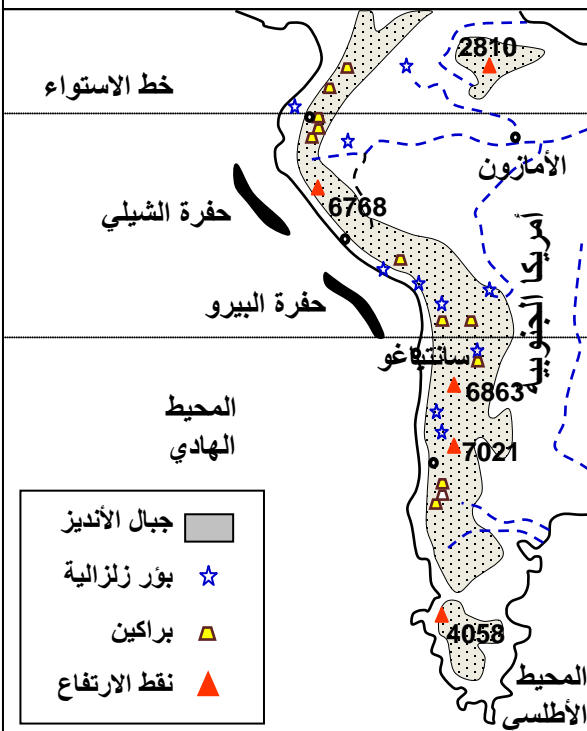 2810
خط الاستواء
الأمازون
6768
حفرة الشيلي
أمريكا الجنوبية
حفرة البيرو
سانتياغو
6863
المحيط
الهادي
7021
جبال الأنديز
بؤر زلزالية
براكين
نقط الارتفاع
4058
المحيط
الأطلسي